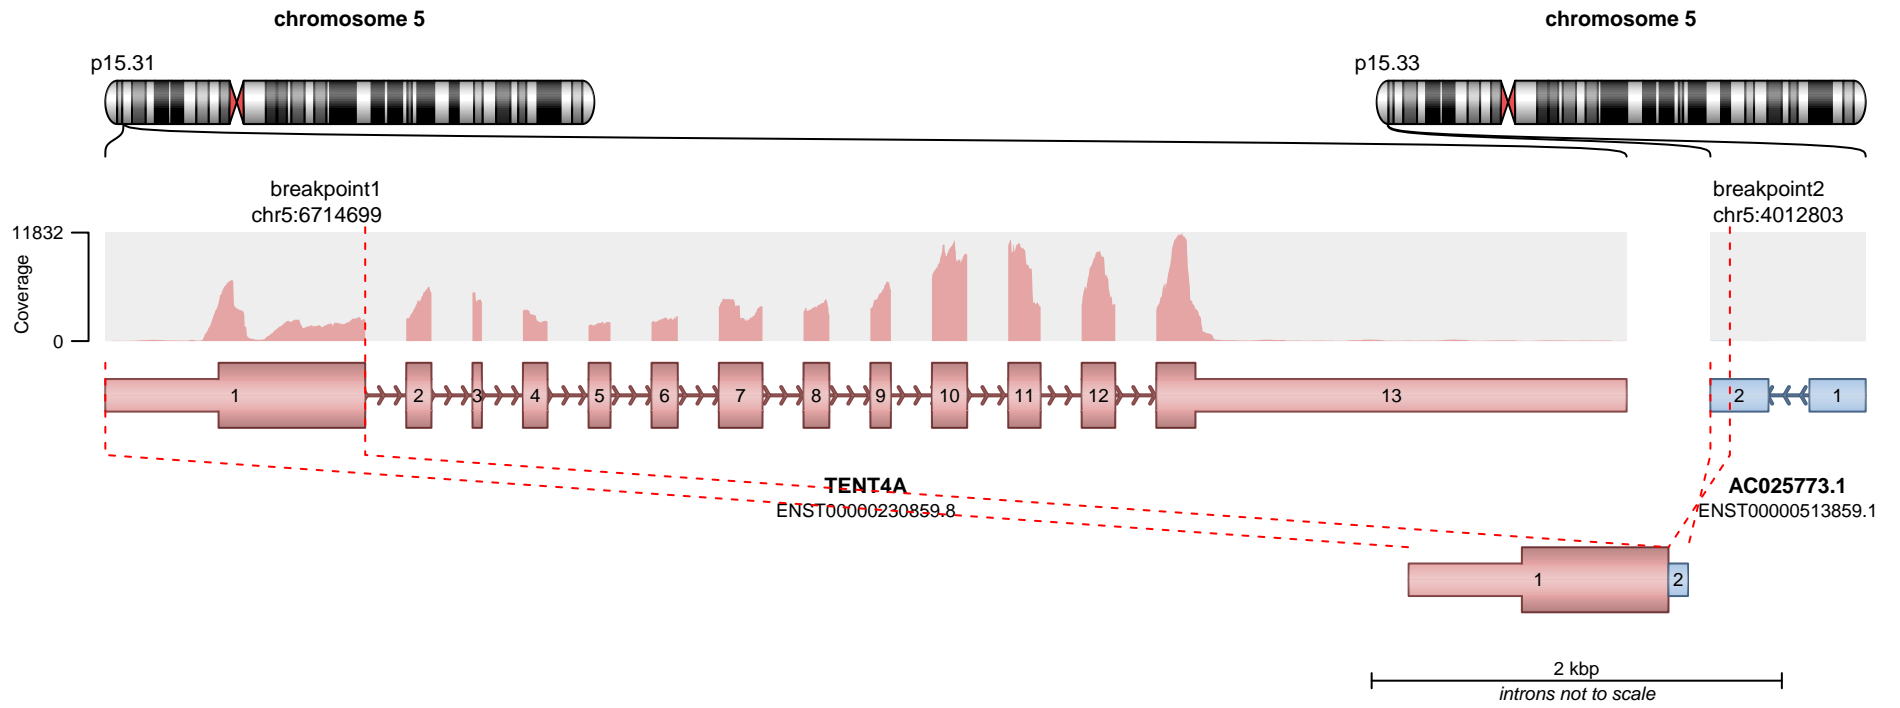 chromosome 5
chromosome 5
p15.31
p15.33
breakpoint1
chr5:6714699
breakpoint2
chr5:4012803
11832
Coverage
0
1
2
3
4
5
6
7
8
9
10
11
12
13
2
1
TENT4A
ENST00000230859.8
AC025773.1
ENST00000513859.1
1
2
2 kbp
introns not to scale